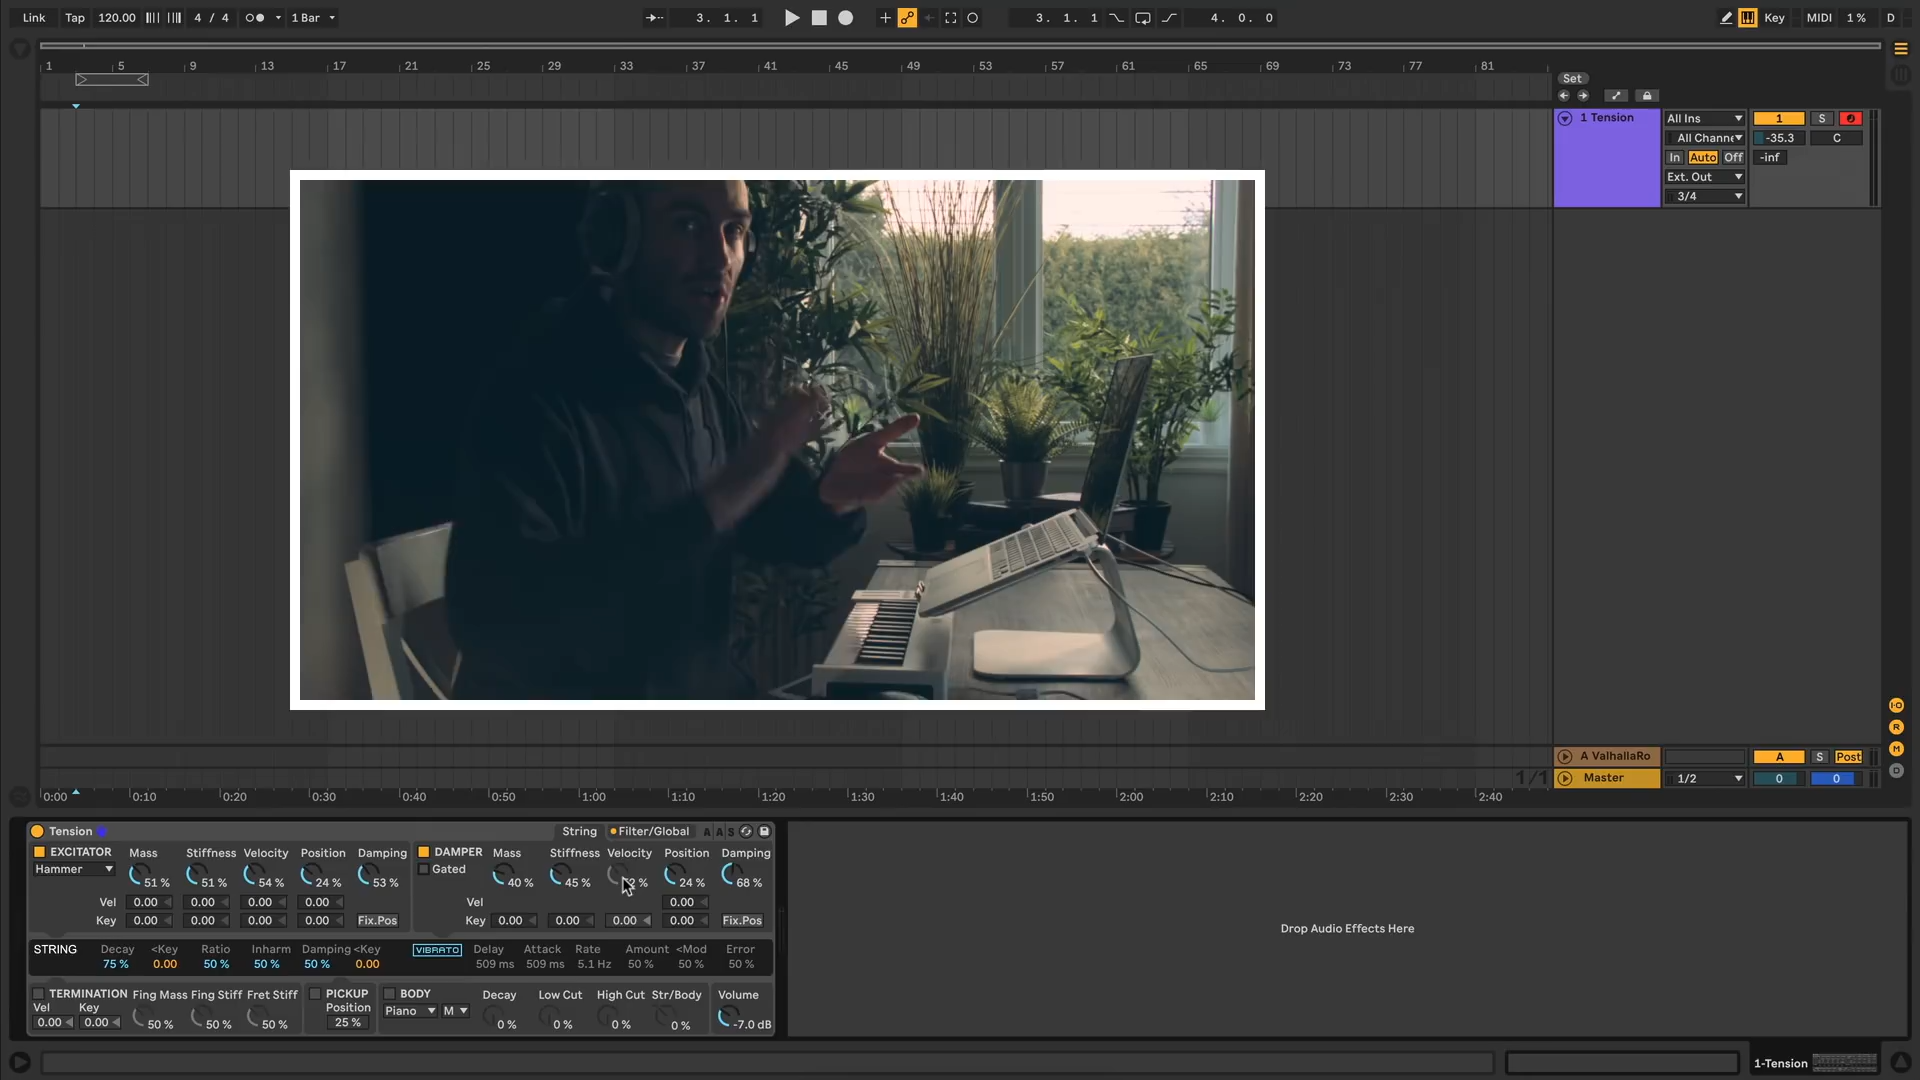 Link Tap 120.00 4 / 4 1 Bar 3. 1. 1 3. 1. 1 4. 0. 0 Key MIDI 1 % D
1 5 9 13 17 21 25 29 33 37 41 45 49 53 57 61 65 69 73 77 81
Set
1 Tension All Ins 1 S
All Channe -35.3 C
In Auto Off -inf
Ext. Out
3/4
A ValhallaRo A S Post
1/1 Master 1/2 0 0
0:00 0:10 0:20 0:30 0:40 0:50 1:00 1:10 1:20 1:30 1:40 1:50 2:00 2:10 2:20 2:30 2:40
Tension String Filter/Global A A S
EXCITATOR Mass Stiffness Velocity Position Damping DAMPER Mass Stiffness Velocity Position Damping
Hammer Gated
51 % 51 % 54 % 24 % 53 % 40 % 45 % % 24 % 68 %
Vel 0.00 0.00 0.00 0.00 Vel 0.00
Key 0.00 0.00 0.00 0.00 Fix.Pos Key 0.00 0.00 0.00 0.00 Fix.Pos
STRING Decay <Key Ratio Inharm Damping <Key VIBRATO Delay Attack Rate Amount <Mod Error
75 % 0.00 50 % 50 % 50 % 0.00 509 ms 509 ms 5.1 Hz 50 % 50 % 50 %
TERMINATION Fing Mass Fing Stiff Fret Stiff PICKUP BODY Decay Low Cut High Cut Str/Body Volume
Vel Key Position Piano M
0.00 0.00 50 % 50 % 50 % 25 % 0 % 0 % 0 % 0 % -7.0 dB
Drop Audio Effects Here
1-Tension